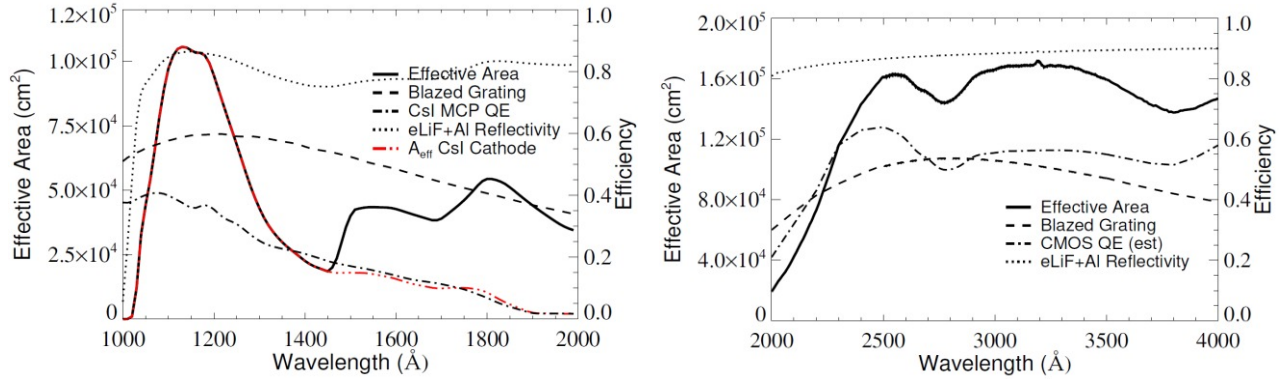 1.2×10⁵
1.0×10⁵
7.5×10⁴
5.0×10⁴
2.5×10⁴
0
Effective Area (cm²)
1000 1200 1400 1600 1800 2000
Wavelength (Å)
1.0
0.8
0.6
0.4
0.2
0.0
Efficiency
Effective Area
Blazed Grating
CsI MCP QE
eLiF+Al Reflectivity
A_eff CsI Cathode
2.0×10⁵
1.6×10⁵
1.2×10⁵
8.0×10⁴
4.0×10⁴
0
Effective Area (cm²)
2000 2500 3000 3500 4000
Wavelength (Å)
1.0
0.8
0.6
0.4
0.2
0.0
Efficiency
Effective Area
Blazed Grating
CMOS QE (est)
eLiF+Al Reflectivity